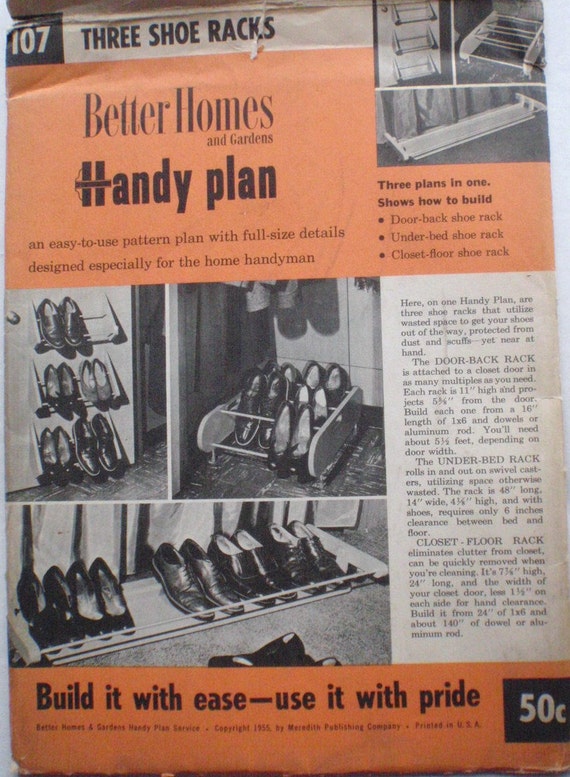 107 THREE SHOE RACKS
Better Homes
and Gardens
Handy plan
an easy-to-use pattern plan with full-size details
designed especially for the home handyman
Three plans in one.
Shows how to build
• Door-back shoe rack
• Under-bed shoe rack
• Closet-floor shoe rack
Here, on one Handy Plan, are
three shoe racks that utilize
wasted space to get your shoes
out of the way, protected from
dust and scuffs—yet near at
hand.
The DOOR-BACK RACK
is attached to a closet door in
as many multiples as you need.
Each rack is 11" high and pro-
jects 5¾" from the door.
Build each one from a 16"
length of 1x6 and dowels or
aluminum rod. You'll need
about 5½ feet, depending on
door width.
The UNDER-BED RACK
rolls in and out on swivel cast-
ers, utilizing space otherwise
wasted. The rack is 48" long,
14" wide, high, and with
shoes, requires only 6 inches
clearance between bed and
floor.
CLOSET-FLOOR RACK
eliminates clutter from closet,
can be quickly removed when
you're cleaning. It's high,
24" long, and the width of
your closet door, less 1½" on
each side for hand clearance.
Build it from 24" of 1x6 and
about 140" of dowel or alu-
minum rod.
Build it with ease—use it with pride
50c
Better Homes & Gardens Handy Plan Service • Copyright 1955, by Meredith Publishing Company • Printed in U.S.A.